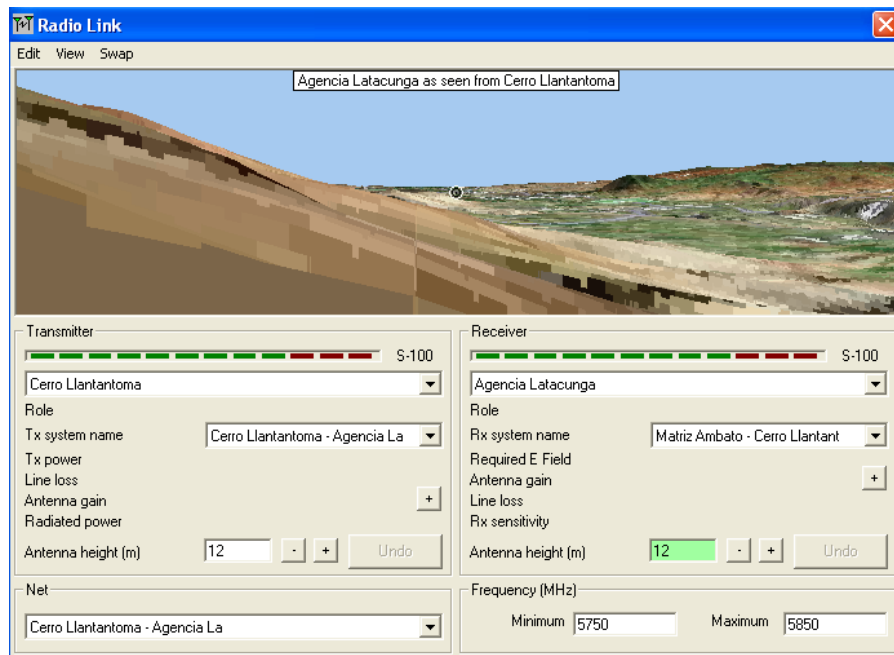 Radio Link
Edit View Swap
Agencia Latacunga as seen from Cerro Llantantoma
Transmitter
S-100
Cerro Llantantoma
Role
Tx system name Cerro Llantantoma - Agencia La
Tx power
Line loss
Antenna gain +
Radiated power
Antenna height (m) 12 - + Undo
Net
Cerro Llantantoma - Agencia La
Receiver
S-100
Agencia Latacunga
Role
Rx system name Matriz Ambato - Cerro Llantant
Required E Field
Antenna gain +
Line loss
Rx sensitivity
Antenna height (m) 12 - + Undo
Frequency (MHz)
Minimum 5750 Maximum 5850